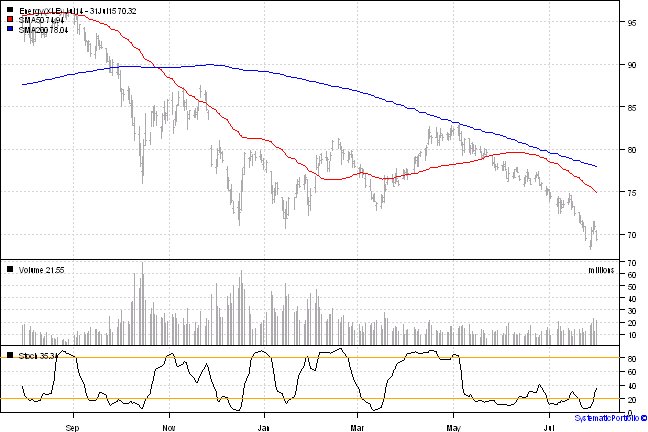 Energy(XLE) Jul14 - 31Jul15 70.32
SMA50 74.94
SMA200 78.04
95
90
85
80
75
70
Volume 21.55
millions
70
60
50
40
30
20
10
Stoch 35.34
80
60
40
20
0
Sep
Nov
Jan
Mar
May
Jul
SystematicPortfolio ©